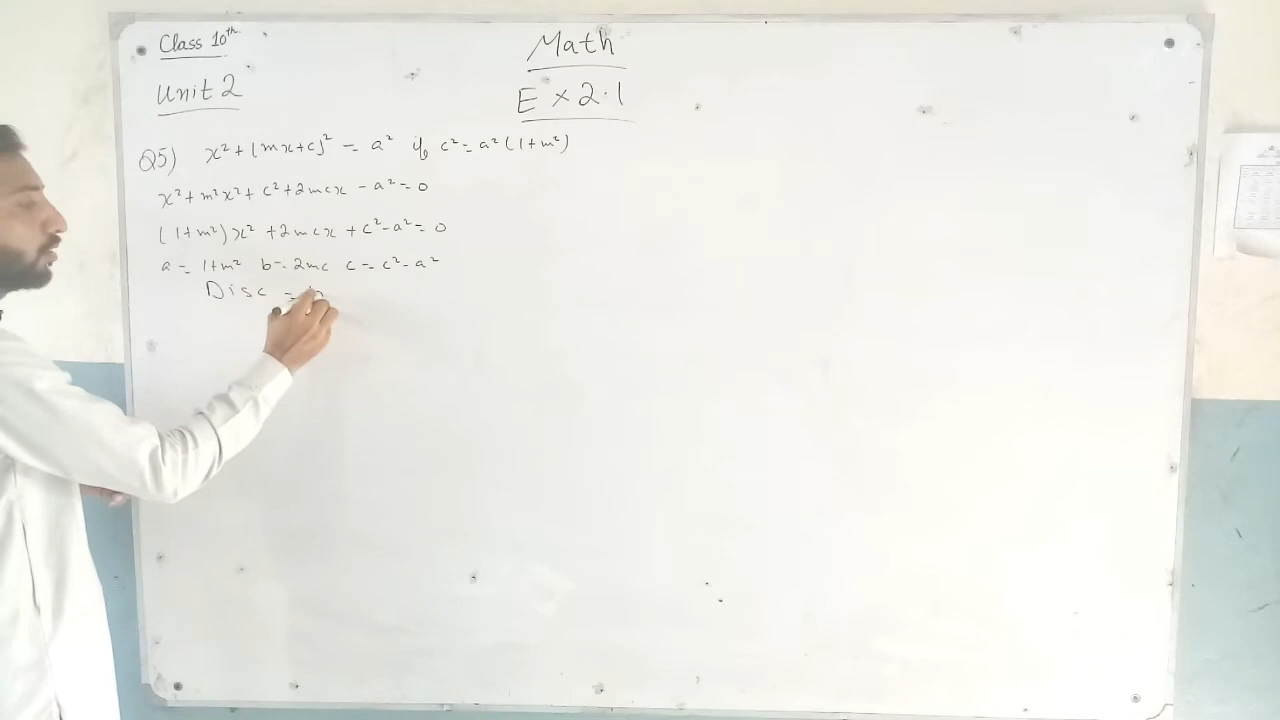 Class 10th.
Math
Unit 2
Ex 2.1
Q5) x²+(mx+c)² = a² if c²=a²(1+m²)
x²+m²x²+c²+2mcx-a²=0
(1+m²)x²+2mcx+c²-a²=0
a=1+m² b=2mc c=c²-a²
Disc =